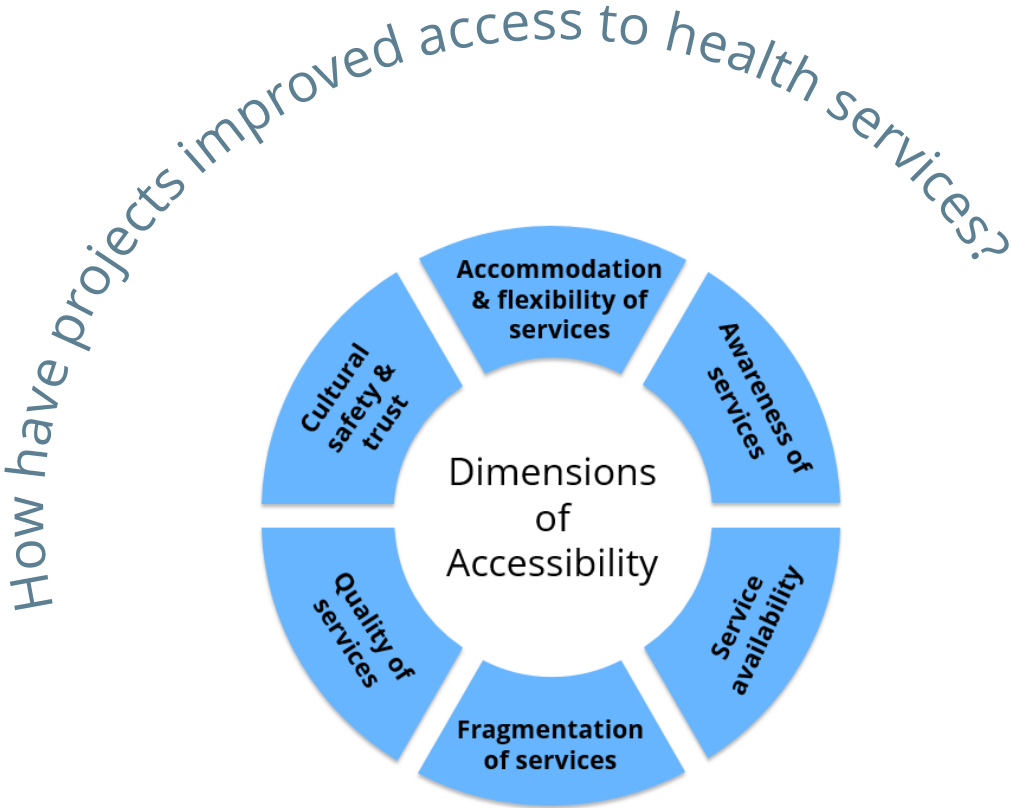 How have projects improved access to health services?
Accommodation
& flexibility of
services
Awareness of
services
Service
availability
Fragmentation
of services
Quality of
services
Cultural
safety &
trust
Dimensions
of
Accessibility